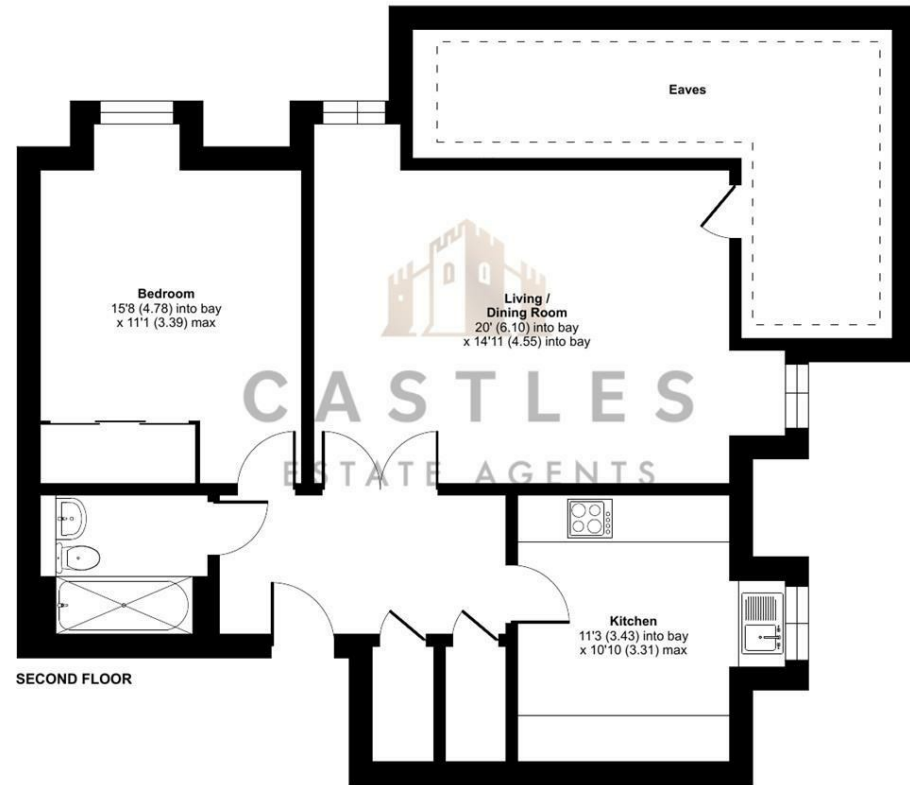 Eaves
Bedroom
15'8 (4.78) into bay
x 11'1 (3.39) max
Living /
Dining Room
20' (6.10) into bay
x 14'11 (4.55) into bay
CASTLES
ESTATE AGENTS
Kitchen
11'3 (3.43) into bay
x 10'10 (3.31) max
SECOND FLOOR